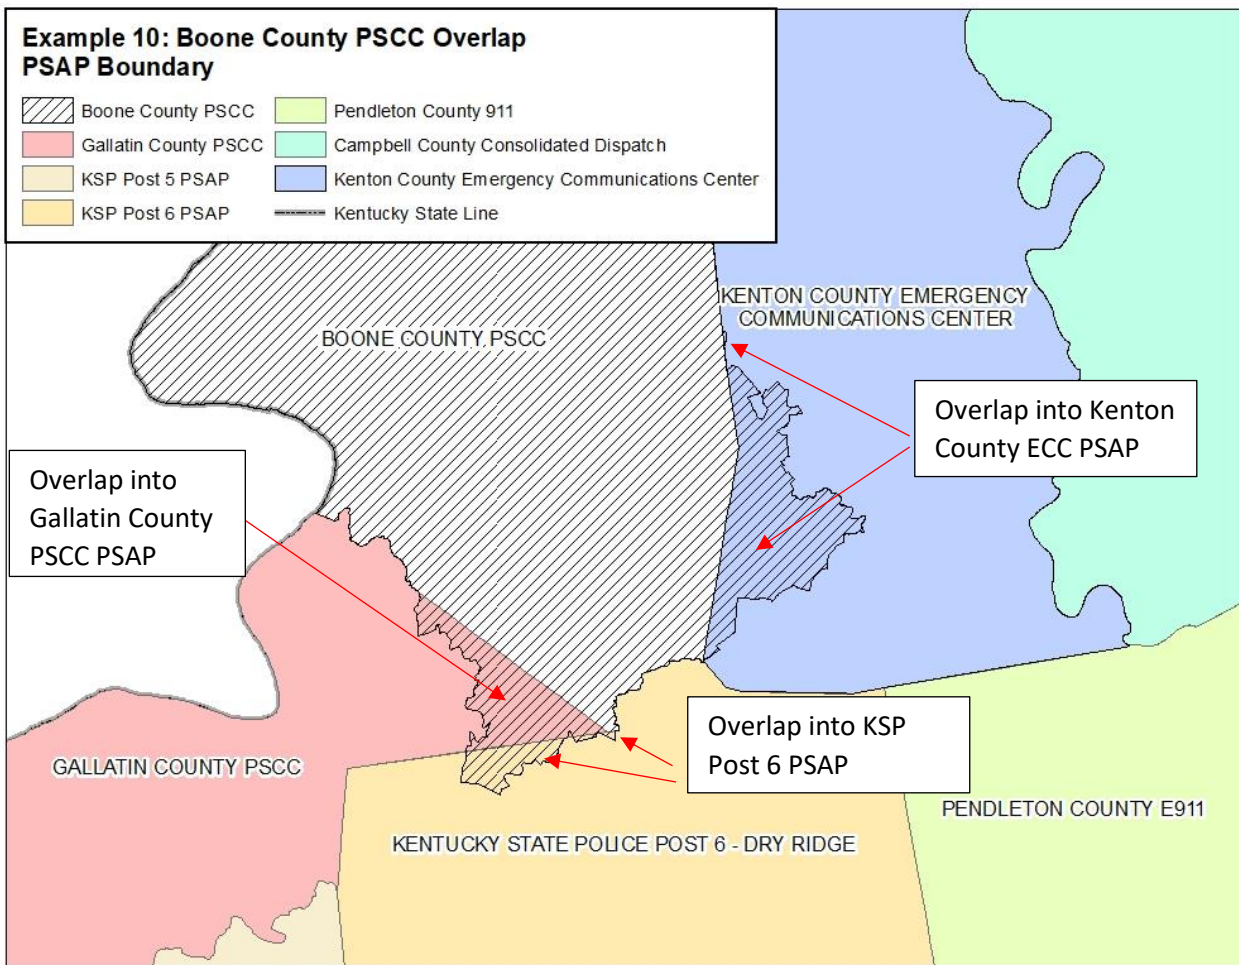 Example 10: Boone County PSCC Overlap
PSAP Boundary
Boone County PSCC
Gallatin County PSCC
KSP Post 5 PSAP
KSP Post 6 PSAP
Pendleton County 911
Campbell County Consolidated Dispatch
Kenton County Emergency Communications Center
Kentucky State Line
KENTON COUNTY EMERGENCY
COMMUNICATIONS CENTER
BOONE COUNTY PSCC
Overlap into Kenton
County ECC PSAP
Overlap into
Gallatin County
PSCC PSAP
Overlap into KSP
Post 6 PSAP
GALLATIN COUNTY PSCC
PENDLETON COUNTY E911
KENTUCKY STATE POLICE POST 6 - DRY RIDGE